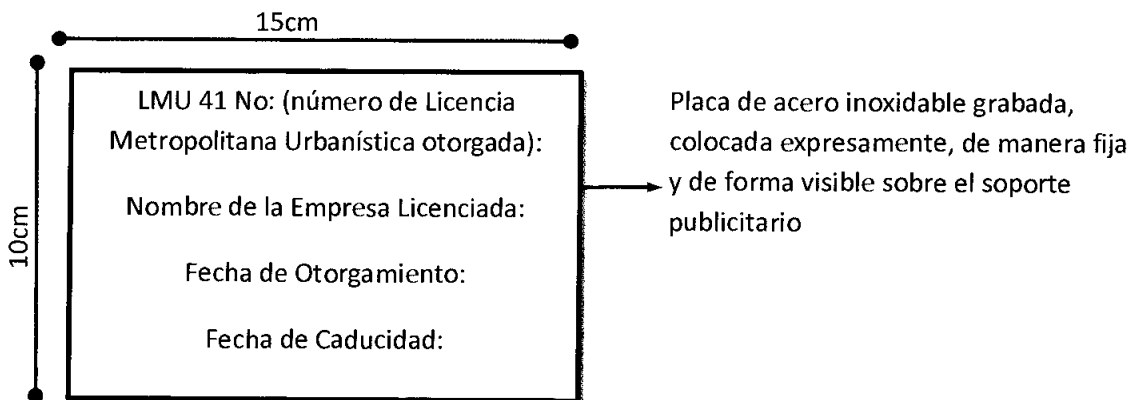 15cm
10cm
LMU 41 No: (número de Licencia
Metropolitana Urbanística otorgada):
Nombre de la Empresa Licenciada:
Fecha de Otorgamiento:
Fecha de Caducidad:
Placa de acero inoxidable grabada,
colocada expresamente, de manera fija
y de forma visible sobre el soporte
publicitario